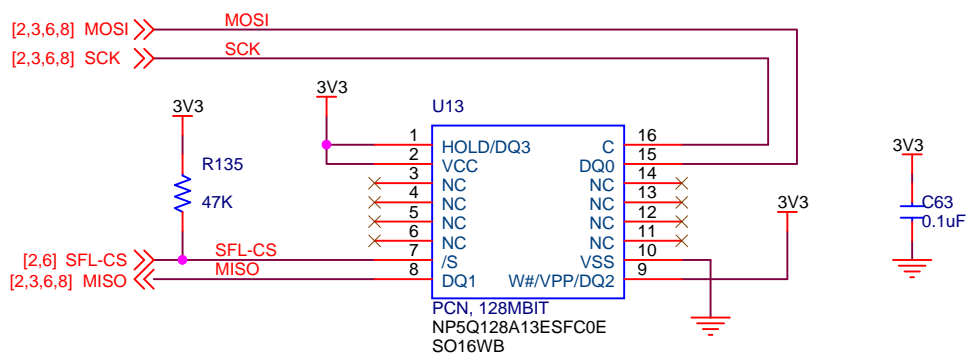 [2,3,6,8] MOSI MOSI
[2,3,6,8] SCK SCK
3V3
3V3
U13
R135
47K
1 HOLD/DQ3 C 16
2 VCC DQ0 15
3 NC NC 14
4 NC NC 13
5 NC NC 12
6 NC NC 11
7 /S VSS 10
8 DQ1 W#/VPP/DQ2 9
[2,6] SFL-CS SFL-CS
[2,3,6,8] MISO MISO
3V3
PCN, 128MBIT
NP5Q128A13ESFC0E
SO16WB
3V3
C63
0.1uF